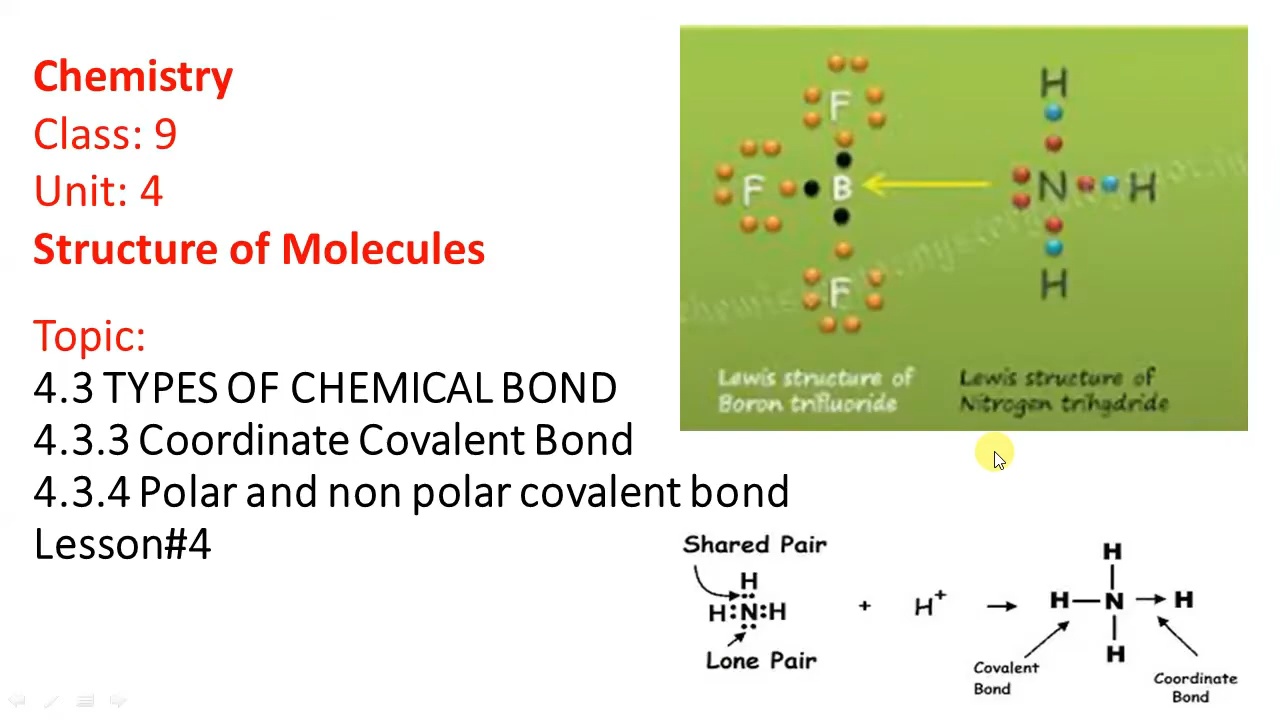 Chemistry
Class: 9
Unit: 4
Structure of Molecules
Topic:
4.3 TYPES OF CHEMICAL BOND
4.3.3 Coordinate Covalent Bond
4.3.4 Polar and non polar covalent bond
Lesson#4
F
H
F B N H
F
H
Lewis structure of
Boron trifluoride
Lewis structure of
Nitrogen trihydride
Shared Pair
H
H:N:H + H⁺ → H—N→H
H
H
Lone Pair
Covalent
Bond
Coordinate
Bond